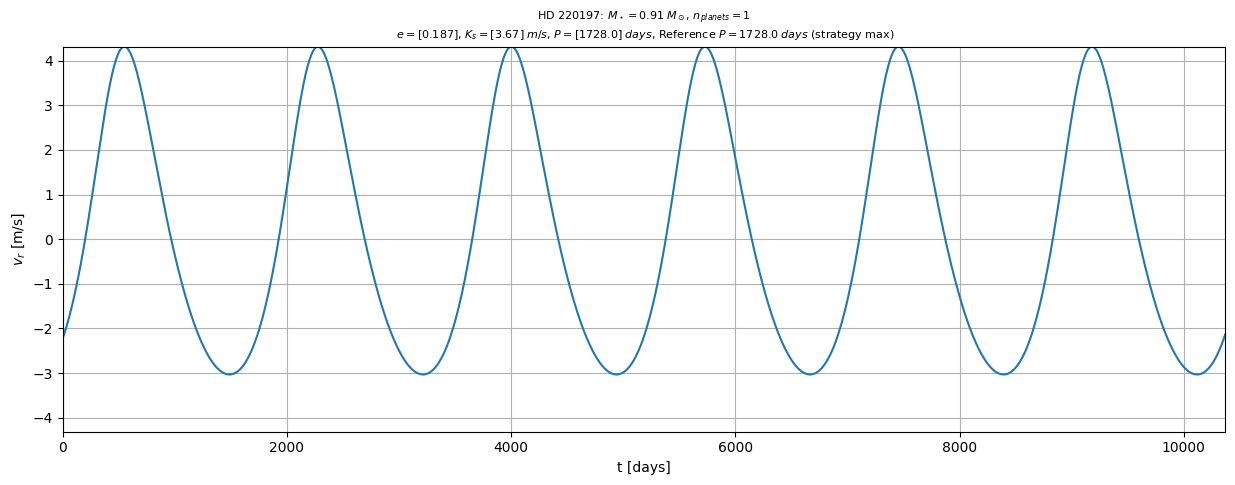 HD 220197: $M_\star = 0.91\ M_\odot$, $n_{planets} = 1$
$e = [0.187]$, $K_s = [3.67]\ m/s$, $P = [1728.0]\ days$, Reference $P = 1728.0\ days$ (strategy max)
4
3
2
1
0
−1
−2
−3
−4
$v_r$ [m/s]
0 2000 4000 6000 8000 10000
t [days]